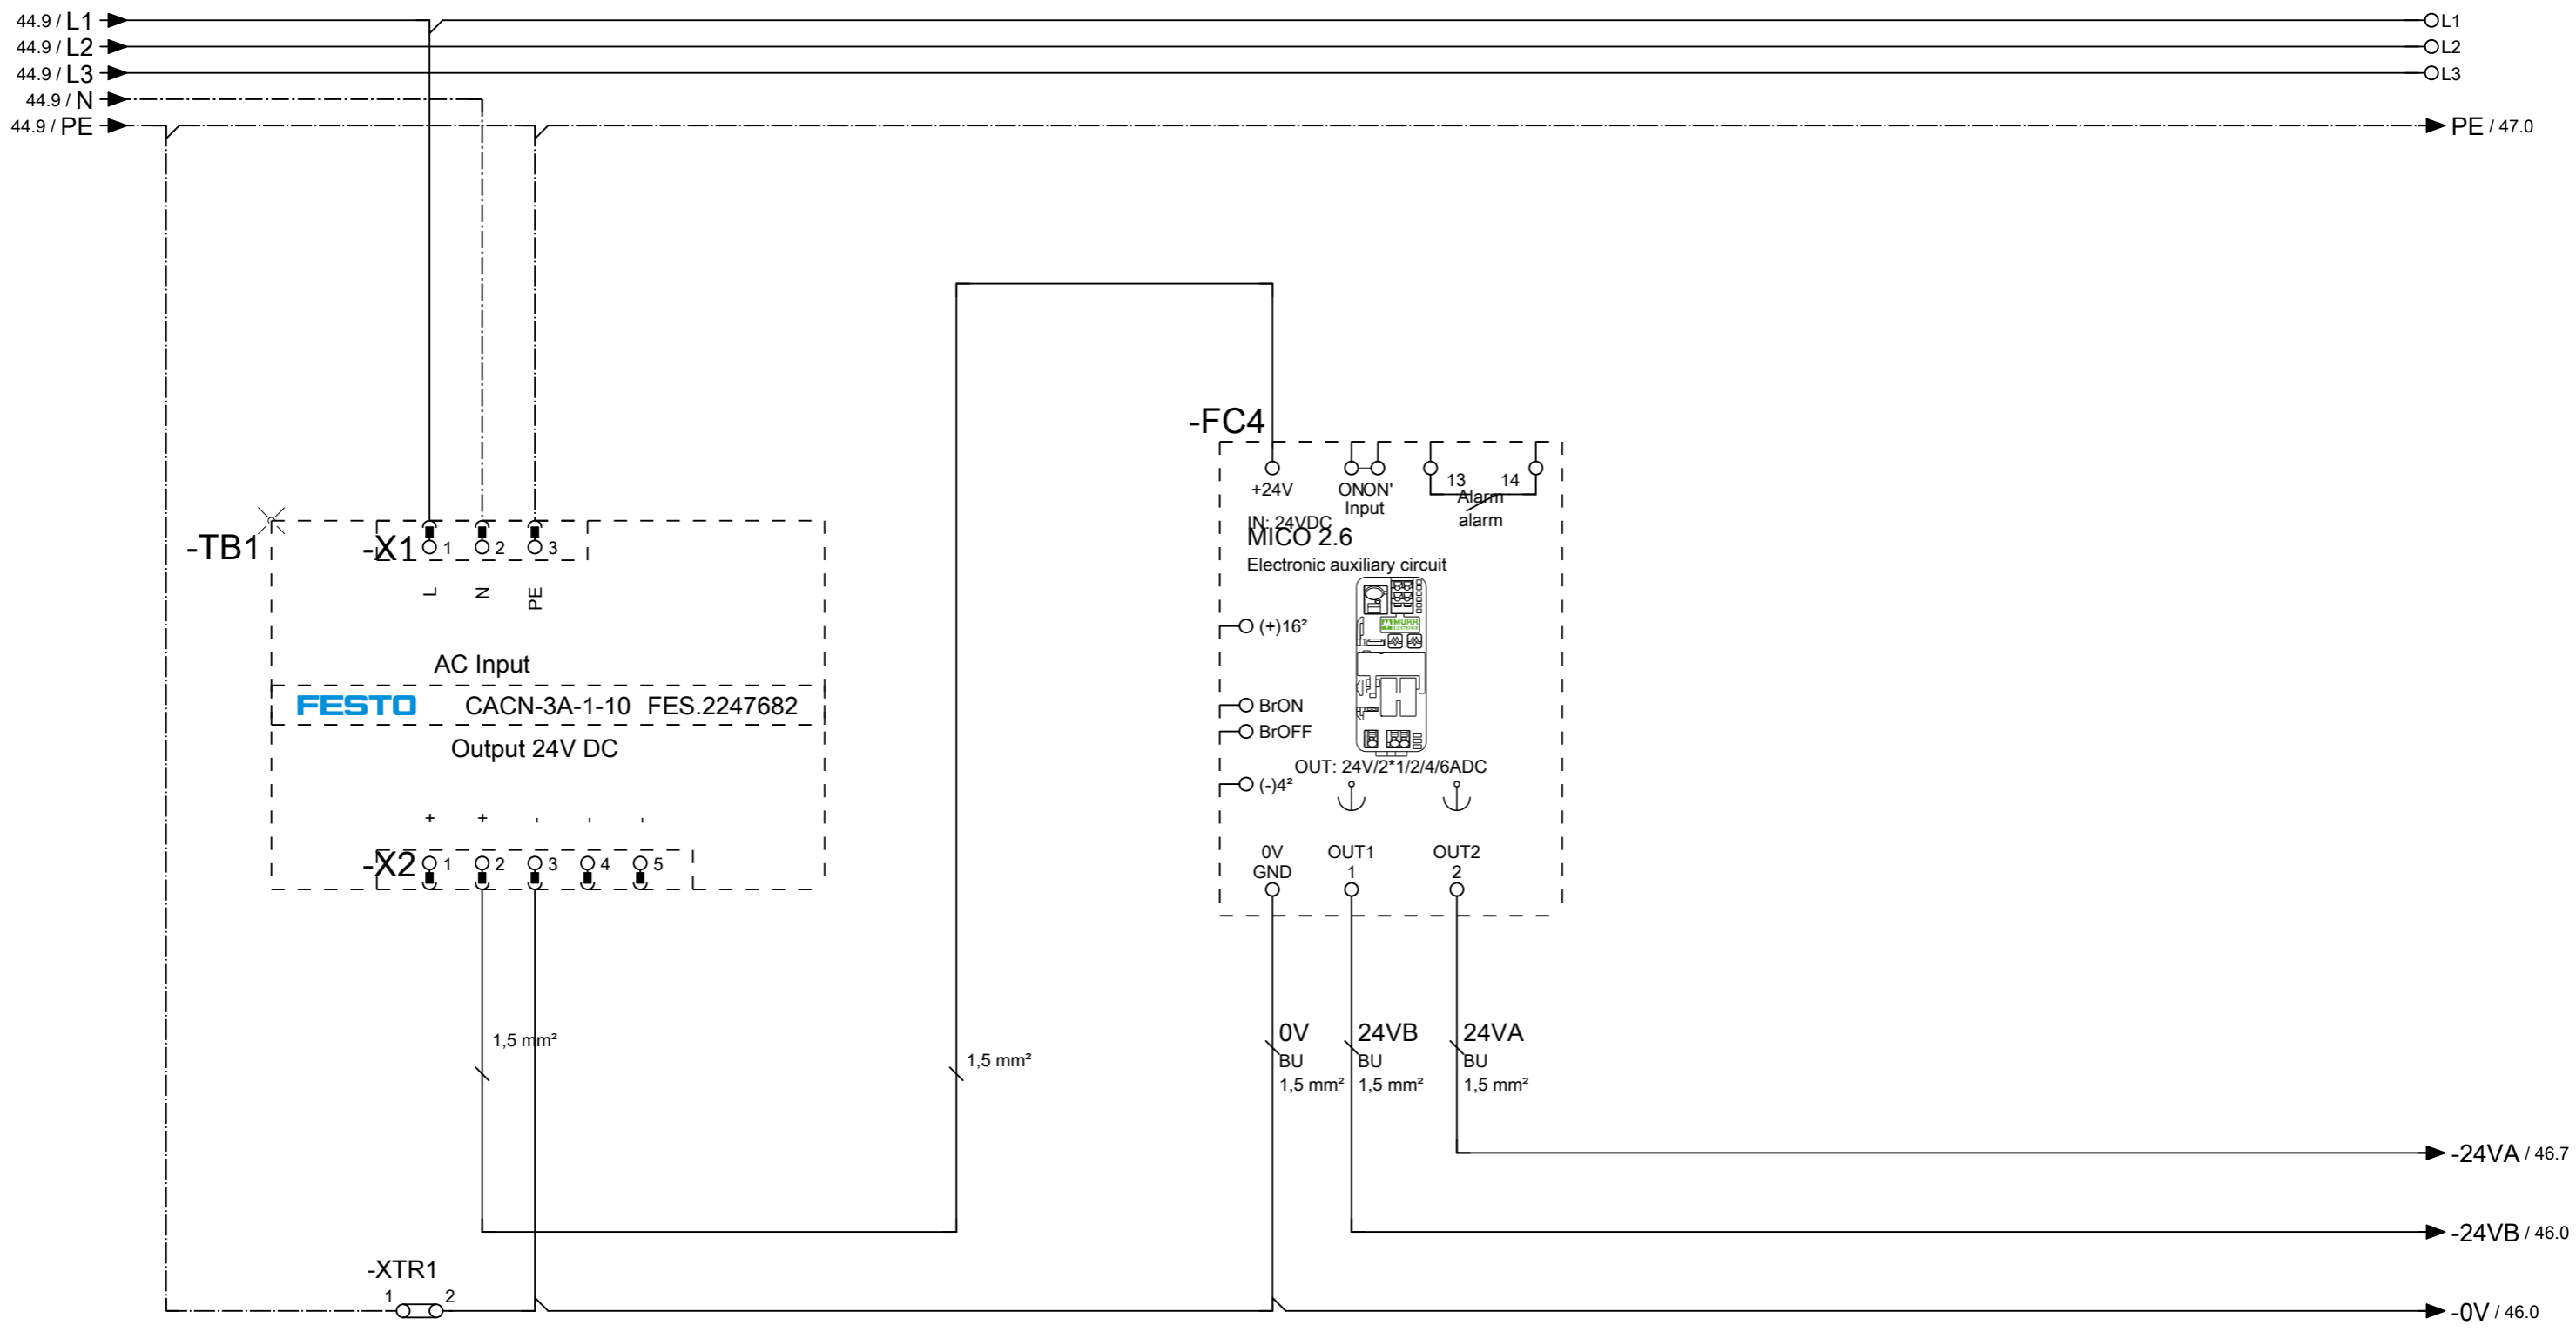 44.9 / L1
L1
44.9 / L2
L2
44.9 / L3
L3
44.9 / N
44.9 / PE
PE / 47.0
-FC4
+24V
ONON'
Input
13 14
Alarm
alarm
IN: 24VDC
MICO 2.6
Electronic auxiliary circuit
MURR
ELEKTRONIK
(+)16²
BrON
BrOFF
(-)4²
OUT: 24V/2*1/2/4/6ADC
0V
GND
OUT1
1
OUT2
2
-TB1
-X1 1 2 3
L N PE
AC Input
FESTO CACN-3A-1-10 FES.2247682
Output 24V DC
+ + - - -
-X2 1 2 3 4 5
1,5 mm²
1,5 mm²
0V
BU
1,5 mm²
24VB
BU
1,5 mm²
24VA
BU
1,5 mm²
-24VA / 46.7
-24VB / 46.0
-XTR1
1 2
-0V / 46.0